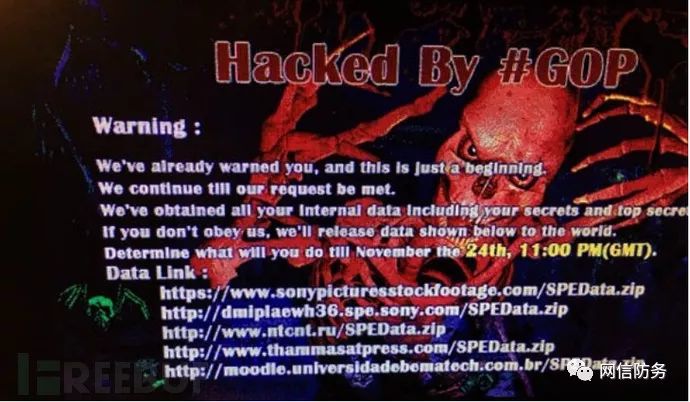 Hacked By #GOP
Warning :
We've already warned you, and this is just a beginning.
We continue till our request be met.
We've obtained all your internal data including your secrets and top secre
If you don't obey us, we'll release data shown below to the world.
Determine what will you do till November the 24th, 11:00 PM(GMT).
Data Link :
https://www.sonypicturesstockfootage.com/SPEData.zip
http://dmiplaewh36.spe.sony.com/SPEData.zip
http://www.ntcnt.ru/SPEData.zip
http://www.thammasatpress.com/SPEData.zip
http://moodle.universidadebematech.com.br/SPEData.zip
FREEBUF
网信防务